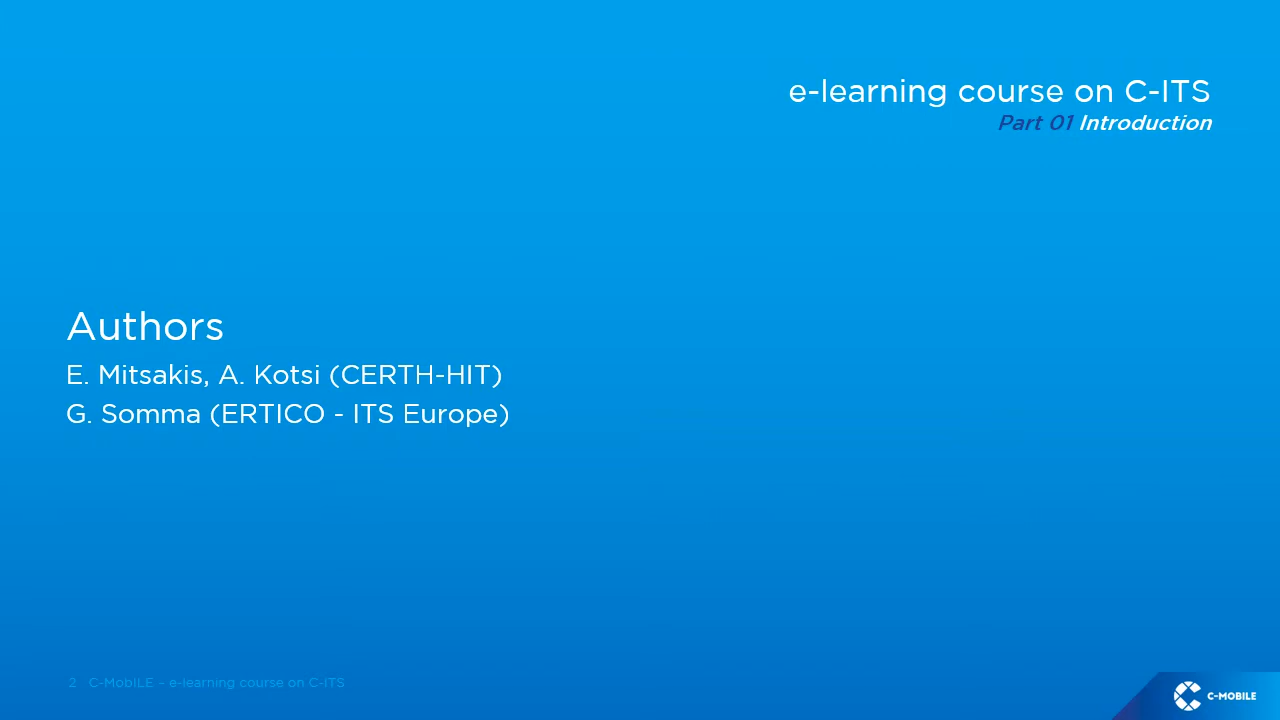 e-learning course on C-ITS
Part 01 Introduction
Authors
E. Mitsakis, A. Kotsi (CERTH-HIT)
G. Somma (ERTICO - ITS Europe)
2 C-MobILE – e-learning course on C-ITS
C-MOBILE